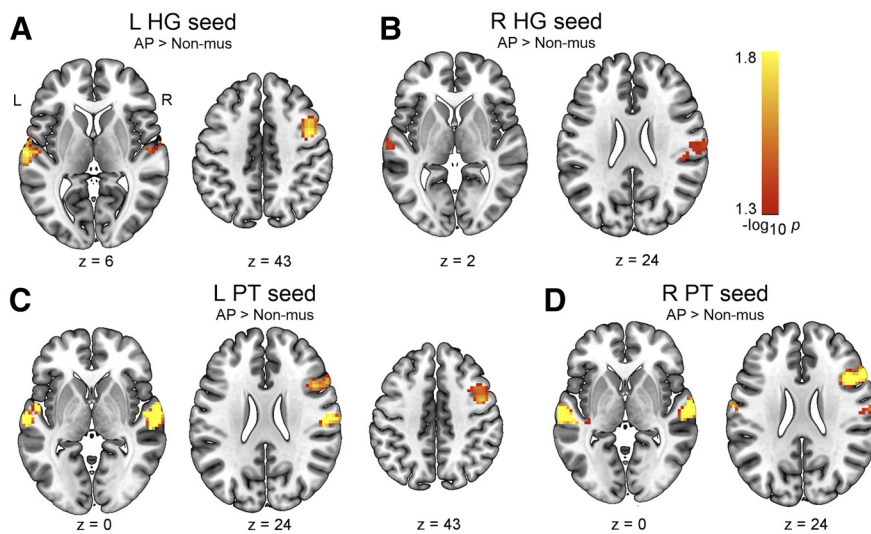 A
L HG seed
AP > Non-mus
L
R
z = 6
z = 43
B
R HG seed
AP > Non-mus
z = 2
z = 24
1.8
1.3
-log10 p
C
L PT seed
AP > Non-mus
z = 0
z = 24
z = 43
D
R PT seed
AP > Non-mus
z = 0
z = 24